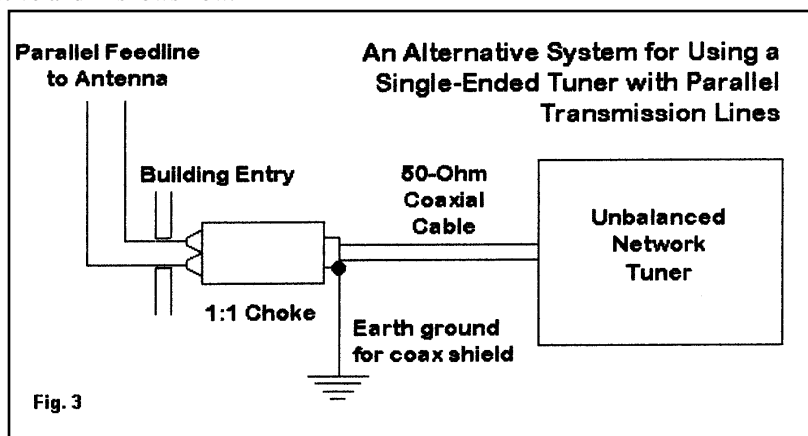 Parallel Feedline
to Antenna
An Alternative System for Using a
Single-Ended Tuner with Parallel
Transmission Lines
Building Entry
50-Ohm
Coaxial
Cable
Unbalanced
Network
Tuner
1:1 Choke
Earth ground
for coax shield
Fig. 3